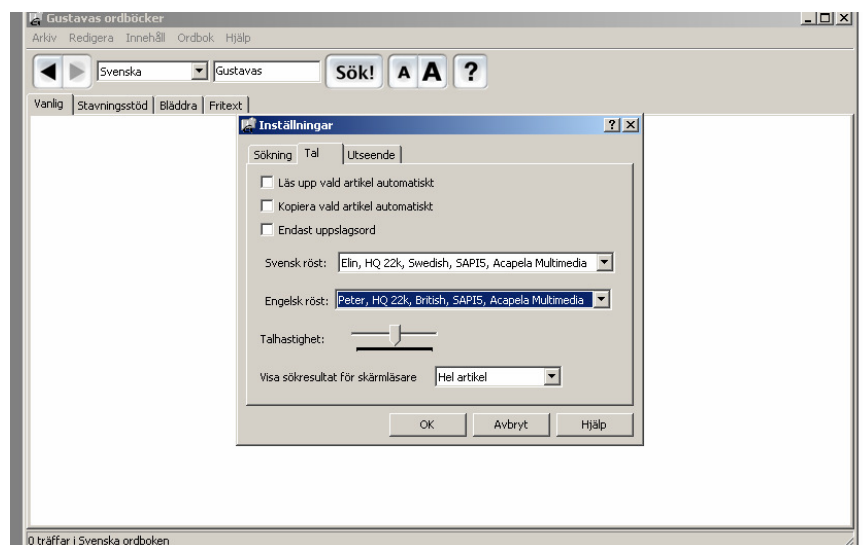 Gustavas ordböcker
Arkiv Redigera Innehåll Ordbok Hjälp
Svenska Gustavas Sök! A A ?
Vanlig Stavningsstöd Bläddra Fritext
Inställningar
Sökning Tal Utseende
Läs upp vald artikel automatiskt
Kopiera vald artikel automatiskt
Endast uppslagsord
Svensk röst: Elin, HQ 22k, Swedish, SAPI5, Acapela Multimedia
Engelsk röst: Peter, HQ 22k, British, SAPI5, Acapela Multimedia
Talhastighet:
Visa sökresultat för skärmläsare Hel artikel
OK Avbryt Hjälp
0 träffar i Svenska ordboken